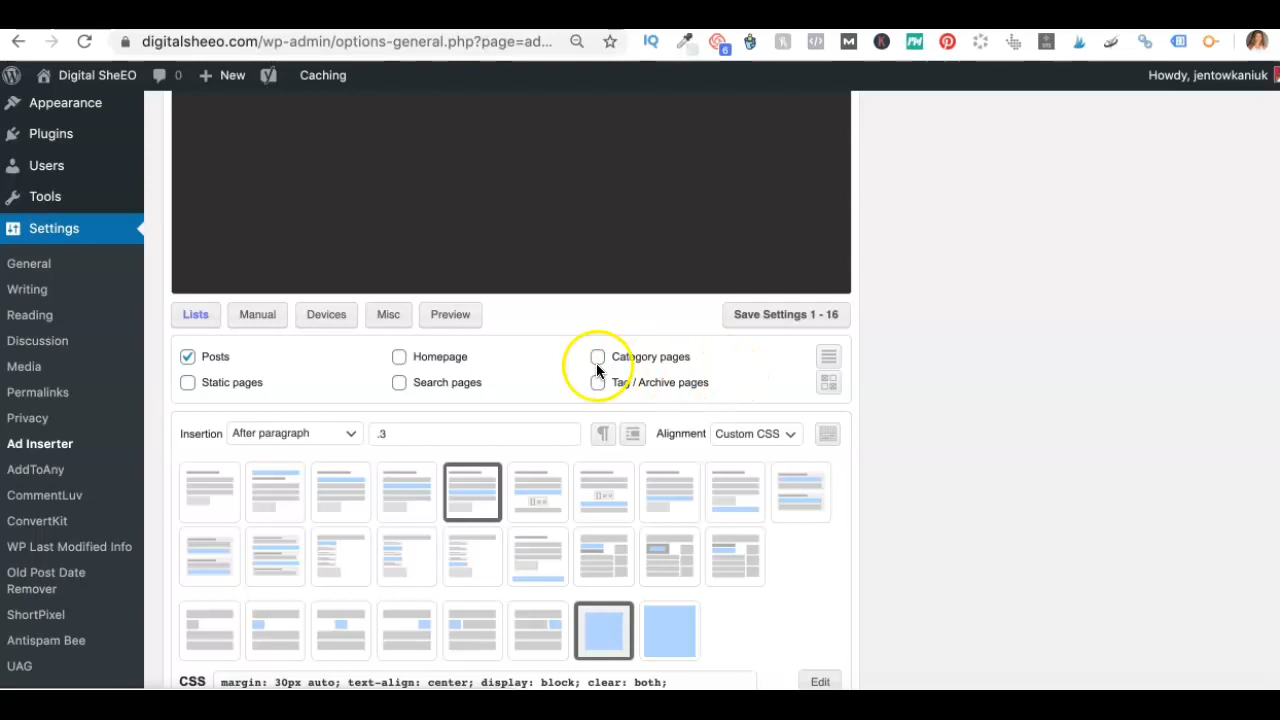 digitalsheeo.com/wp-admin/options-general.php?page=ad...
6
Digital SheEO 0 New Caching Howdy, jentowkaniuk
Appearance
Plugins
Users
Tools
Settings
General
Writing
Reading
Discussion
Media
Permalinks
Privacy
Ad Inserter
AddToAny
CommentLuv
ConvertKit
WP Last Modified Info
Old Post Date
Remover
ShortPixel
Antispam Bee
UAG
Lists Manual Devices Misc Preview Save Settings 1 - 16
Posts Homepage Category pages
Static pages Search pages Tag / Archive pages
Insertion After paragraph .3 Alignment Custom CSS
CSS margin: 30px auto; text-align: center; display: block; clear: both; Edit